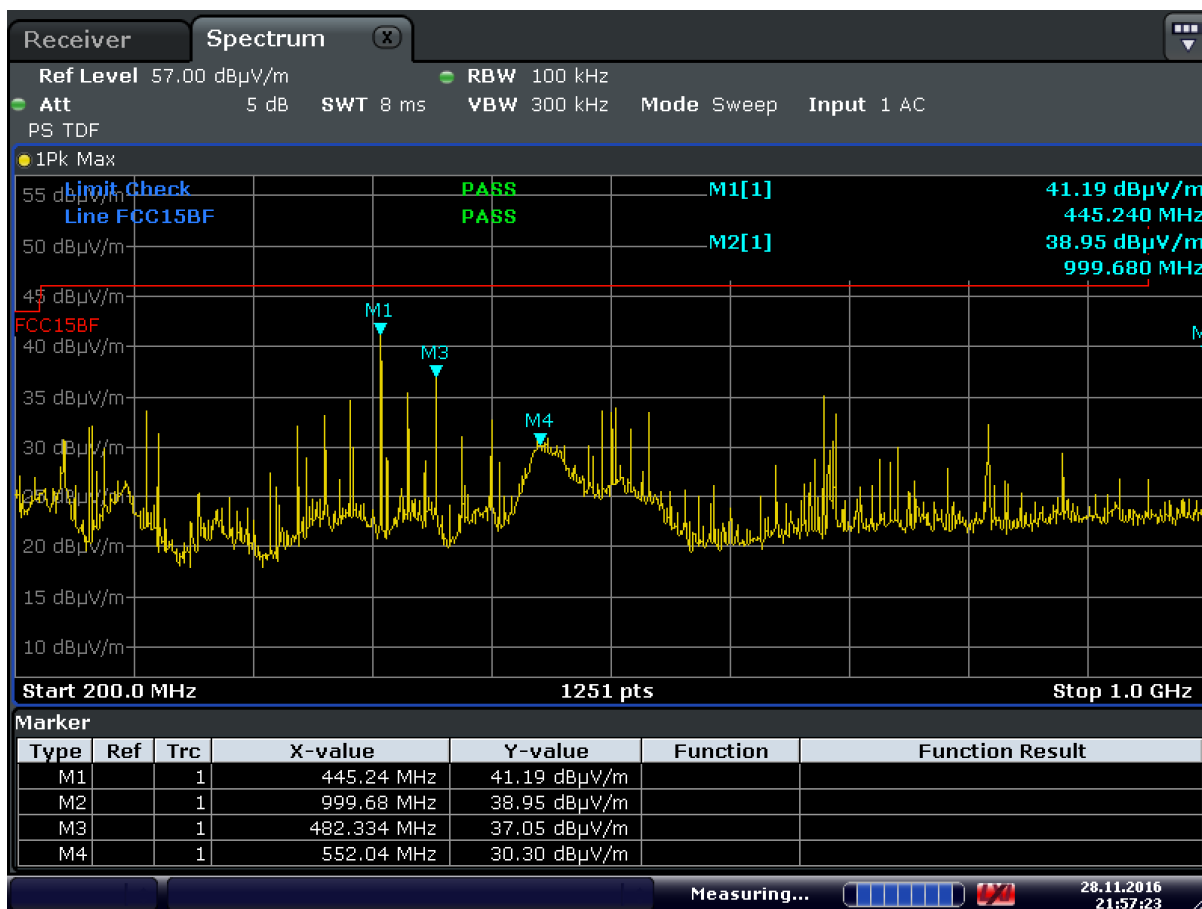 Receiver Spectrum X
Ref Level 57.00 dBµV/m RBW 100 kHz
Att 5 dB SWT 8 ms VBW 300 kHz Mode Sweep Input 1 AC
PS TDF
1Pk Max
55 dBµV/m Limit Check PASS M1[1] 41.19 dBµV/m
Line FCC15BF PASS 445.240 MHz
50 dBµV/m M2[1] 38.95 dBµV/m
999.680 MHz
45 dBµV/m
M1
FCC15BF
40 dBµV/m
M3
35 dBµV/m
M4
30 dBµV/m
25 dBµV/m
20 dBµV/m
15 dBµV/m
10 dBµV/m
Start 200.0 MHz 1251 pts Stop 1.0 GHz
Marker
Type Ref Trc X-value Y-value Function Function Result
M1 1 445.24 MHz 41.19 dBµV/m
M2 1 999.68 MHz 38.95 dBµV/m
M3 1 482.334 MHz 37.05 dBµV/m
M4 1 552.04 MHz 30.30 dBµV/m
Measuring... 28.11.2016
21:57:23